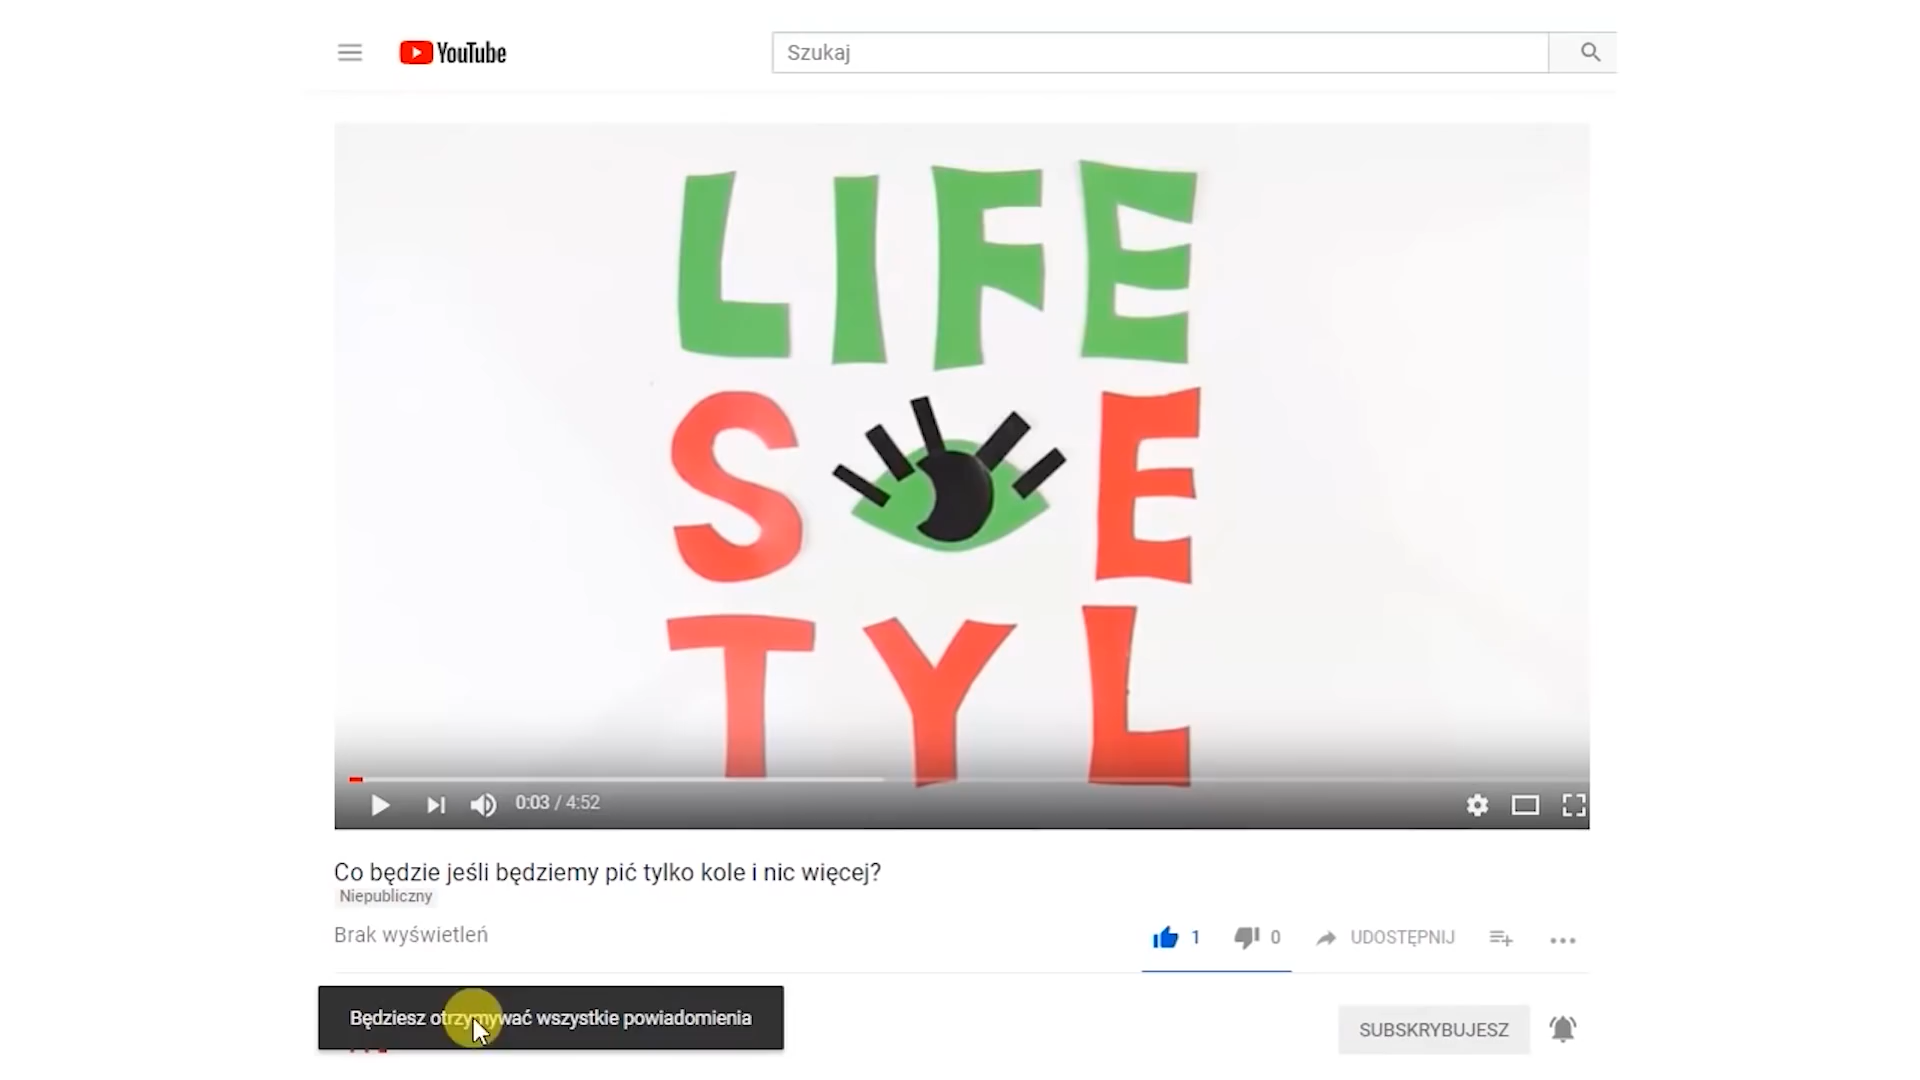 YouTube
Szukaj
LIFE
S E
TYL
0:03 / 4:52
Co będzie jeśli będziemy pić tylko kole i nic więcej?
Niepubliczny
Brak wyświetleń
1
0
UDOSTĘPNIJ
Będziesz otrzymywać wszystkie powiadomienia
SUBSKRYBUJESZ